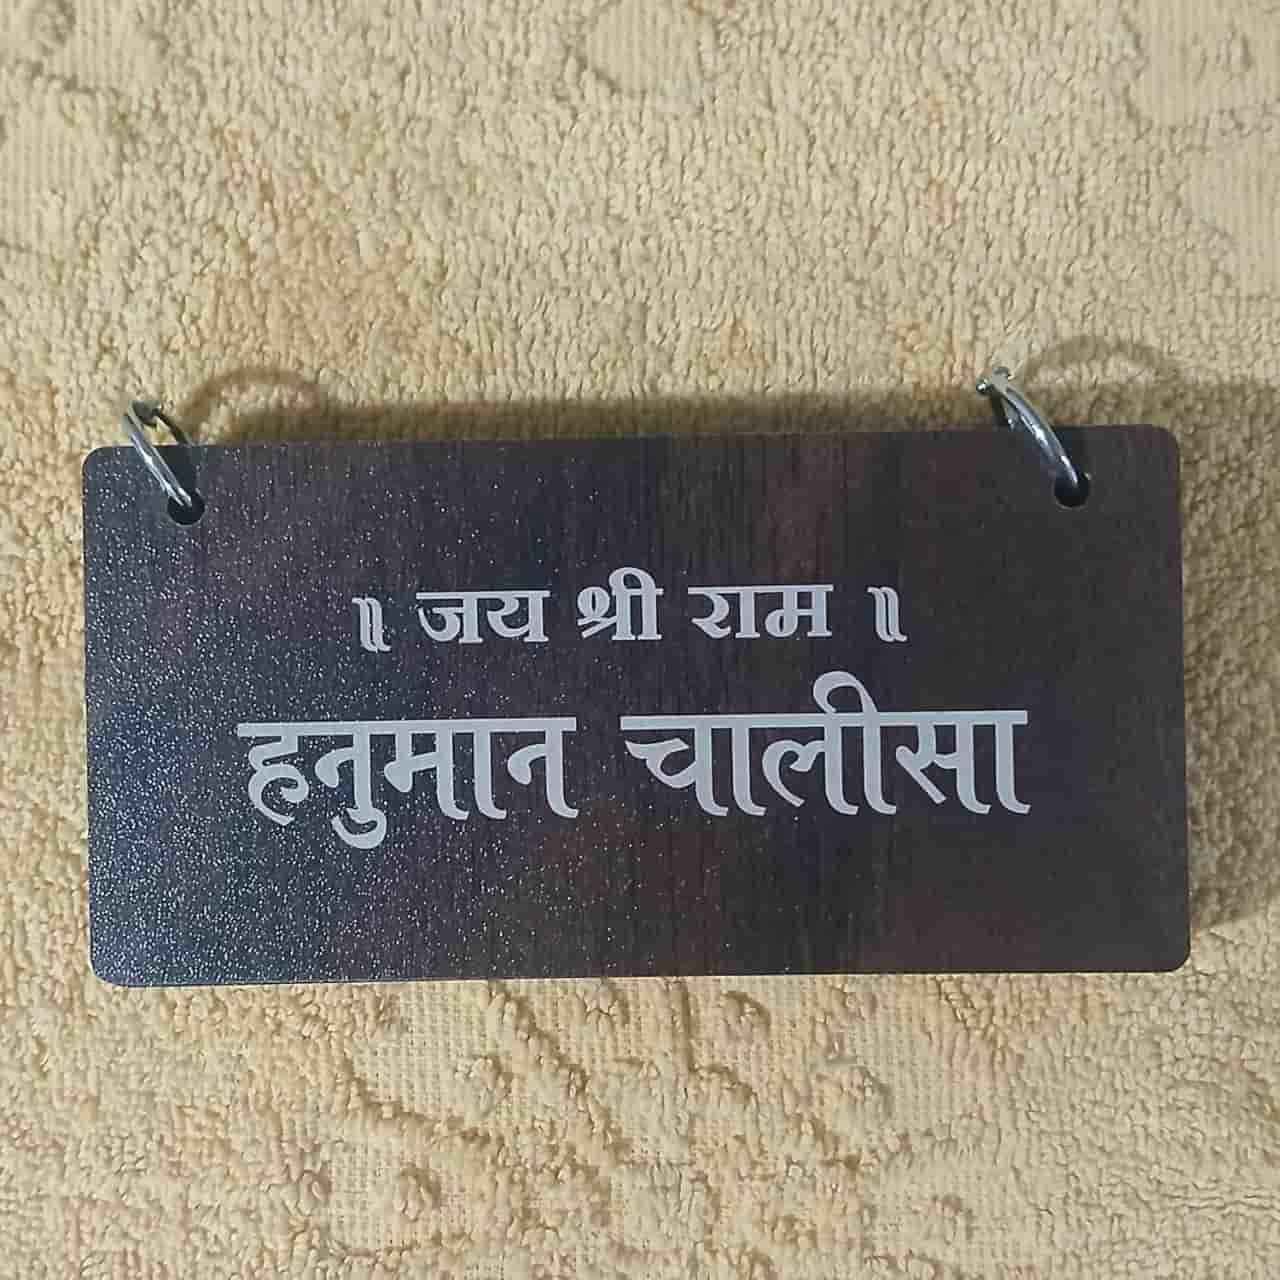 ॥ जय श्री राम ॥
हनुमान चालीसा